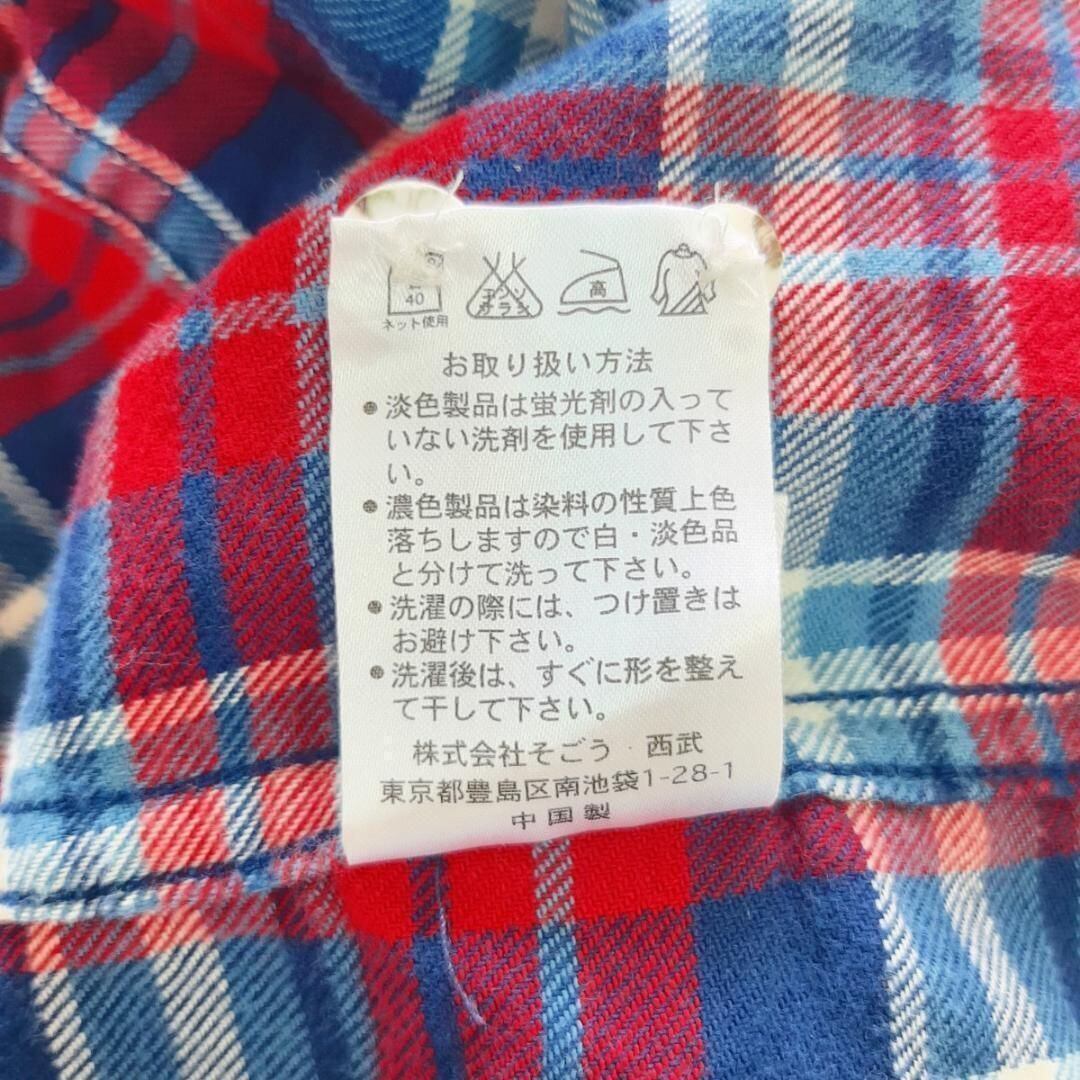 40
ネット使用
エンソ
サラシ
高
お取り扱い方法
●淡色製品は蛍光剤の入って
いない洗剤を使用して下さ
い。
●濃色製品は染料の性質上色
落ちしますので白・淡色品
と分けて洗って下さい。
●洗濯の際には、つけ置きは
お避け下さい。
●洗濯後は、すぐに形を整え
て干して下さい。
株式会社そごう・西武
東京都豊島区南池袋1-28-1
中国製